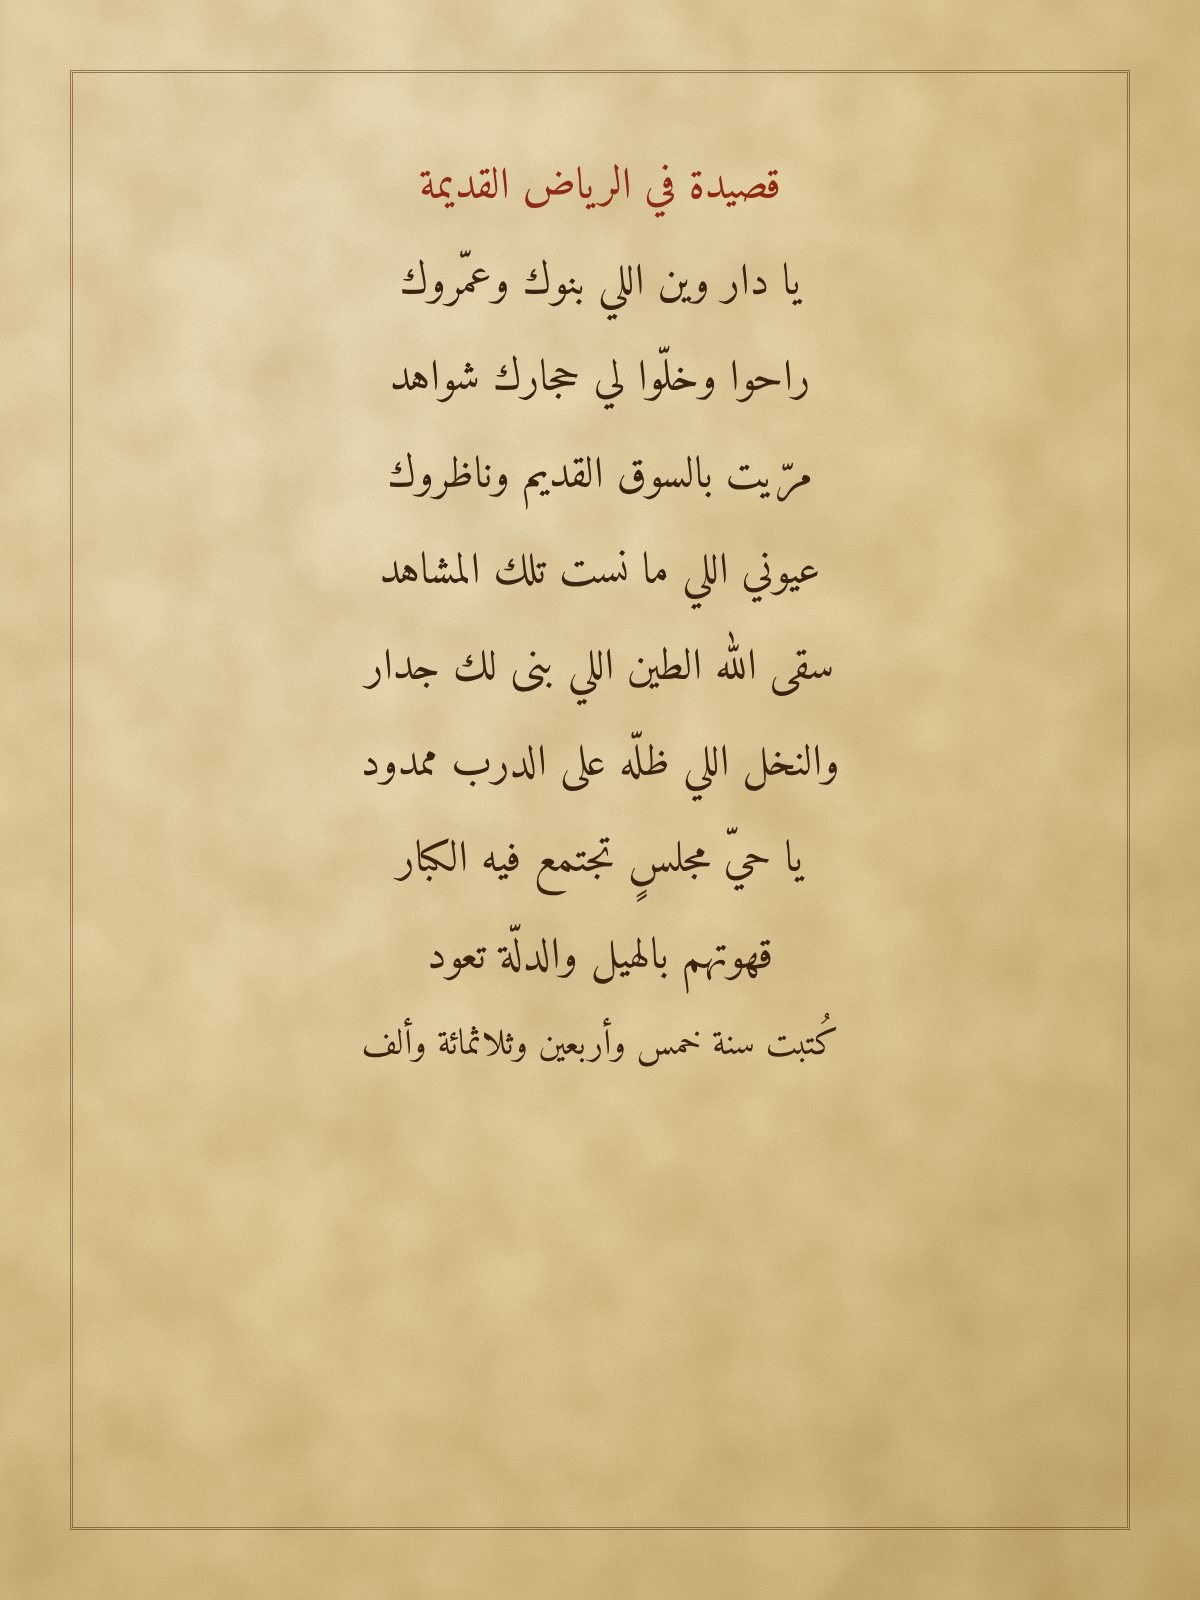 قصيدة في الرياض القديمة
يا دار وين اللي بنوك وعمّروك
راحوا وخلّوا لي حجارك شواهد
مرّيت بالسوق القديم وناظروك
عيوني اللي ما نست تلك المشاهد
سقى الله الطين اللي بنى لك جدار
والنخل اللي ظلّه على الدرب ممدود
يا حيّ مجلسٍ تجتمع فيه الكبار
قهوتهم بالهيل والدلّة تعود
كُتبت سنة خمس وأربعين وثلاثمائة وألف